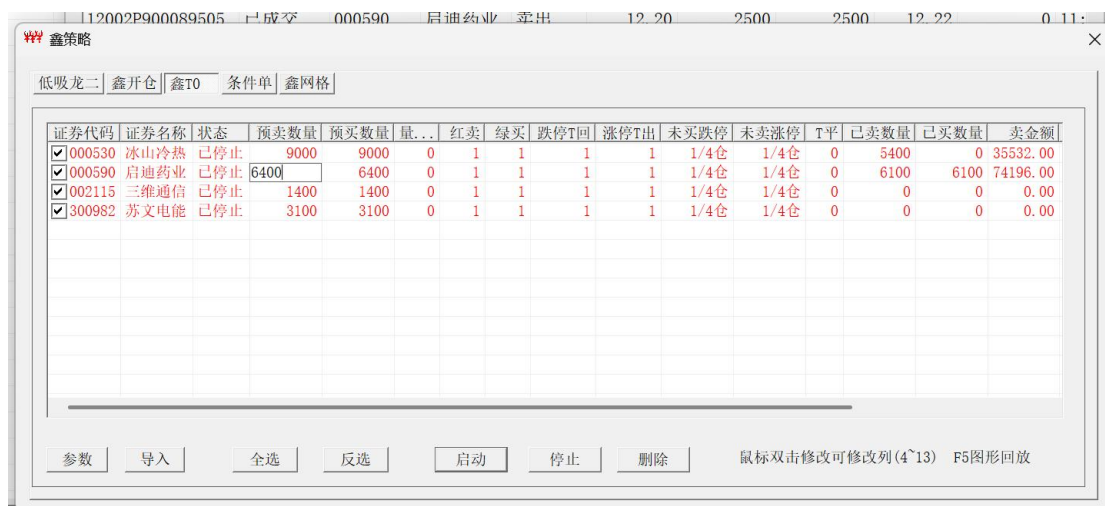 12002P900089505 已成交 000590 启迪药业 卖出 12.20 2500 2500 12.22 0 11:
鑫策略
低吸龙二 鑫开仓 鑫T0 条件单 鑫网格
证券代码 证券名称 状态 预卖数量 预买数量 量... 红卖 绿买 跌停T回 涨停T出 未买跌停 未卖涨停 T平 已卖数量 已买数量 卖金额
000530 冰山冷热 已停止 9000 9000 0 1 1 1 1 1/4仓 1/4仓 0 5400 0 35532.00
000590 启迪药业 已停止 6400 6400 0 1 1 1 1 1/4仓 1/4仓 0 6100 6100 74196.00
002115 三维通信 已停止 1400 1400 0 1 1 1 1 1/4仓 1/4仓 0 0 0 0.00
300982 苏文电能 已停止 3100 3100 0 1 1 1 1 1/4仓 1/4仓 0 0 0 0.00
参数 导入 全选 反选 启动 停止 删除 鼠标双击修改可修改列(4~13) F5图形回放